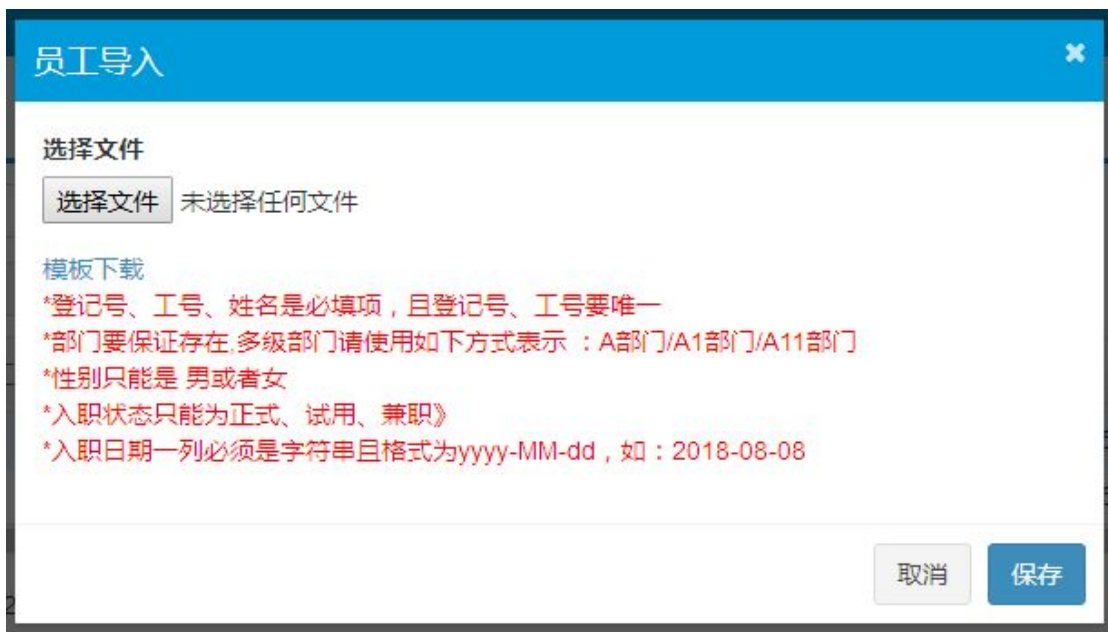 员工导入
选择文件
选择文件 未选择任何文件
模板下载
*登记号、工号、姓名是必填项，且登记号、工号要唯一
*部门要保证存在,多级部门请使用如下方式表示 ：A部门/A1部门/A11部门
*性别只能是 男或者女
*入职状态只能为正式、试用、兼职》
*入职日期一列必须是字符串且格式为yyyy-MM-dd，如：2018-08-08
取消 保存